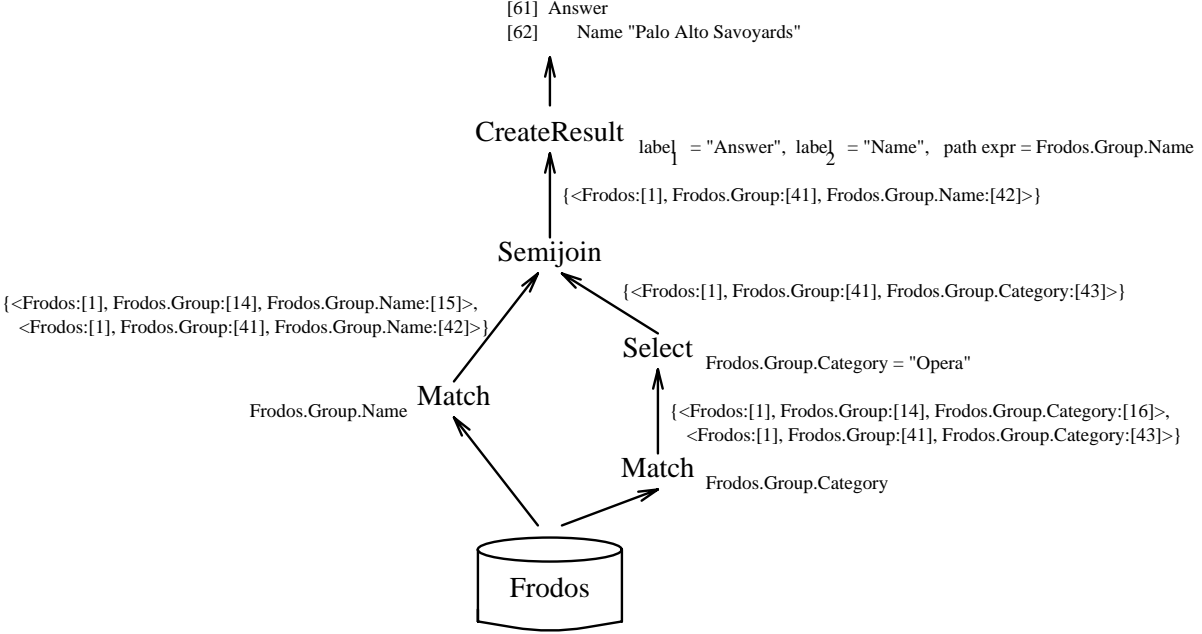 [61] Answer
[62] Name "Palo Alto Savoyards"
CreateResult
label1 = "Answer", label2 = "Name", path expr = Frodos.Group.Name
{<Frodos:[1], Frodos.Group:[41], Frodos.Group.Name:[42]>}
Semijoin
{<Frodos:[1], Frodos.Group:[14], Frodos.Group.Name:[15]>,
<Frodos:[1], Frodos.Group:[41], Frodos.Group.Name:[42]>}
{<Frodos:[1], Frodos.Group:[41], Frodos.Group.Category:[43]>}
Select
Frodos.Group.Category = "Opera"
Frodos.Group.Name
Match
{<Frodos:[1], Frodos.Group:[14], Frodos.Group.Category:[16]>,
<Frodos:[1], Frodos.Group:[41], Frodos.Group.Category:[43]>}
Match
Frodos.Group.Category
Frodos